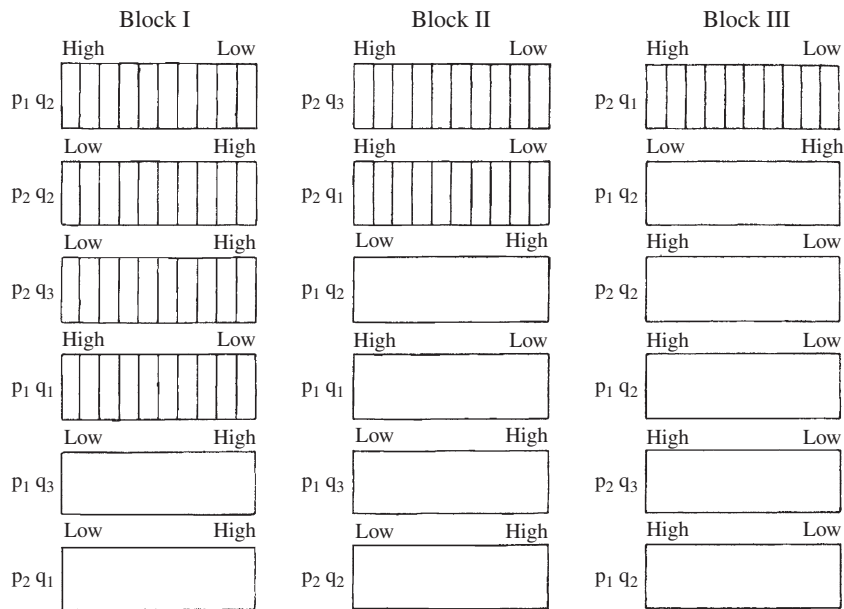 Block I Block II Block III
High Low High Low High Low
p₁ q₂ p₂ q₃ p₂ q₁
Low High High Low Low High
p₂ q₂ p₂ q₁ p₁ q₂
Low High Low High High Low
p₂ q₃ p₁ q₂ p₂ q₂
High Low High Low High Low
p₁ q₁ p₁ q₁ p₁ q₂
Low High Low High High Low
p₁ q₃ p₁ q₃ p₂ q₃
Low High Low High High Low
p₂ q₁ p₂ q₂ p₁ q₂